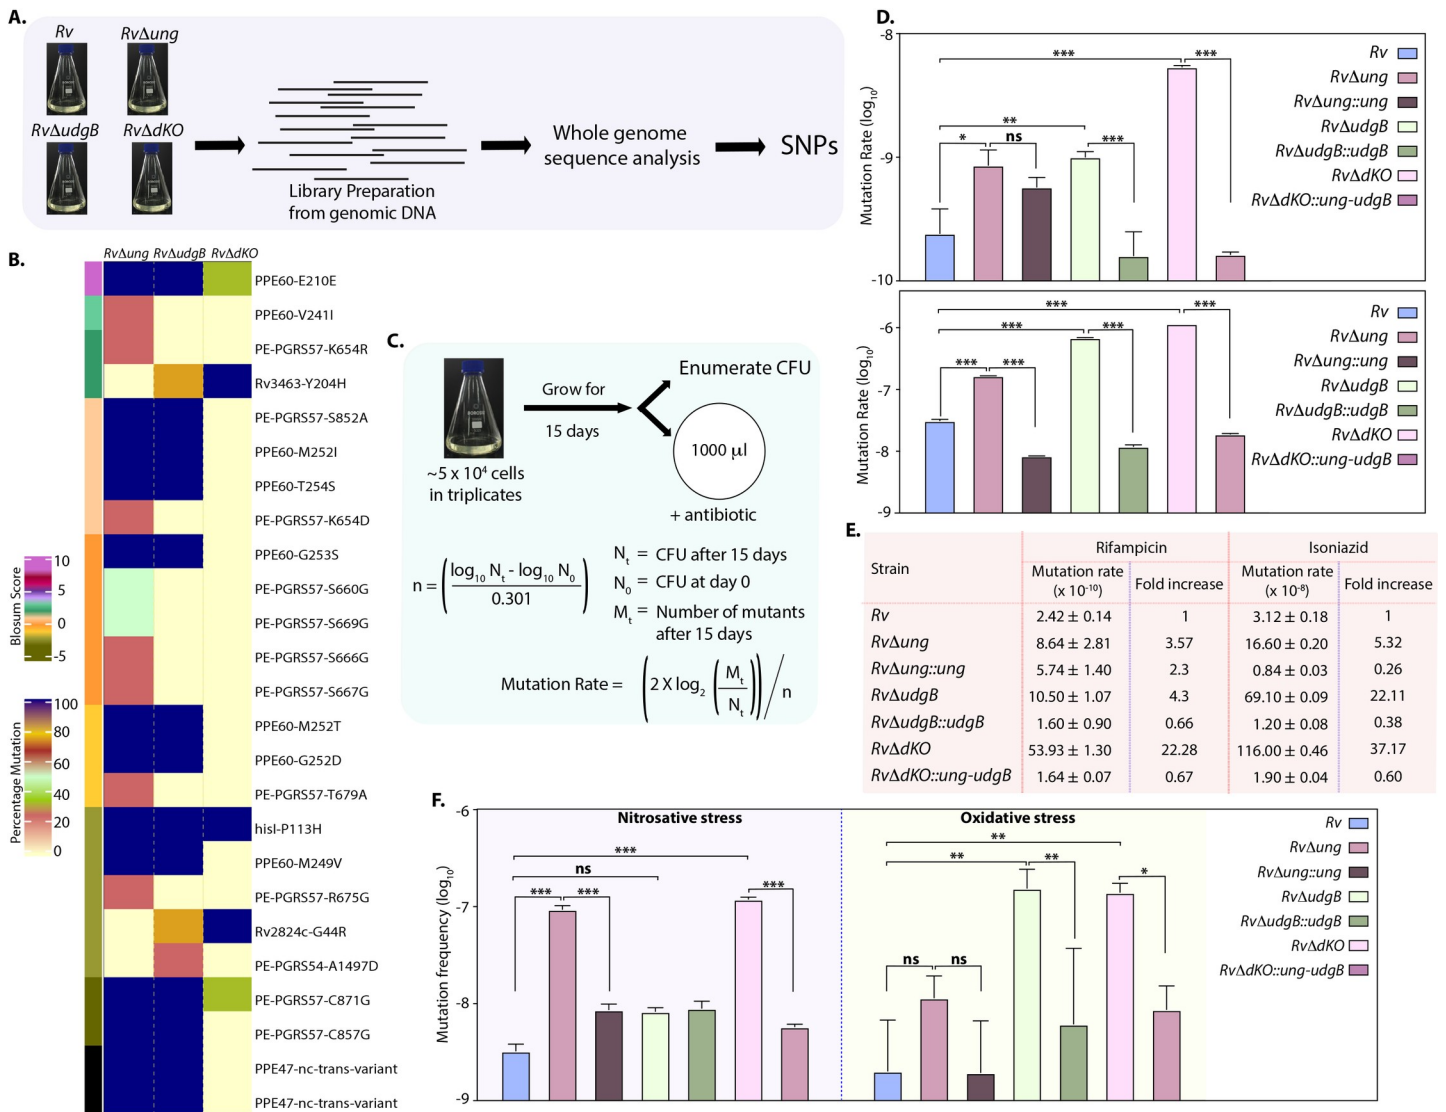 A.
Rv
RvΔung
RvΔudgB
RvΔdKO
Library Preparation
from genomic DNA
Whole genome
sequence analysis
SNPs
B.
RvΔung RvΔudgB RvΔdKO
PPE60-E210E
PPE60-V241I
PE-PGRS57-K654R
Rv3463-Y204H
PE-PGRS57-S852A
PPE60-M252I
PPE60-T254S
PE-PGRS57-K654D
PPE60-G253S
PE-PGRS57-S660G
PE-PGRS57-S669G
PE-PGRS57-S666G
PE-PGRS57-S667G
PPE60-M252T
PPE60-G252D
PE-PGRS57-T679A
hisI-P113H
PPE60-M249V
PE-PGRS57-R675G
Rv2824c-G44R
PE-PGRS54-A1497D
PE-PGRS57-C871G
PE-PGRS57-C857G
PPE47-nc-trans-variant
PPE47-nc-trans-variant
Blosum Score
10
5
0
-5
Percentage Mutation
100
80
60
40
20
0
C.
~5 x 10⁴ cells
in triplicates
Grow for
15 days
Enumerate CFU
1000 µl
+ antibiotic
n = (log₁₀ Nₜ - log₁₀ N₀ / 0.301)
Nₜ = CFU after 15 days
N₀ = CFU at day 0
Mₜ = Number of mutants
after 15 days
Mutation Rate = (2 X log₂ (Mₜ / Nₜ)) / n
D.
Mutation Rate (log₁₀)
-8
-9
-10
***
***
**
*
ns
***
Rv
RvΔung
RvΔung::ung
RvΔudgB
RvΔudgB::udgB
RvΔdKO
RvΔdKO::ung-udgB
Mutation Rate (log₁₀)
-6
-7
-8
-9
***
***
***
***
***
***
Rv
RvΔung
RvΔung::ung
RvΔudgB
RvΔudgB::udgB
RvΔdKO
RvΔdKO::ung-udgB
E.
Strain Rifampicin Isoniazid
Mutation rate (x 10⁻¹⁰) Fold increase Mutation rate (x 10⁻⁸) Fold increase
Rv 2.42 ± 0.14 1 3.12 ± 0.18 1
RvΔung 8.64 ± 2.81 3.57 16.60 ± 0.20 5.32
RvΔung::ung 5.74 ± 1.40 2.3 0.84 ± 0.03 0.26
RvΔudgB 10.50 ± 1.07 4.3 69.10 ± 0.09 22.11
RvΔudgB::udgB 1.60 ± 0.90 0.66 1.20 ± 0.08 0.38
RvΔdKO 53.93 ± 1.30 22.28 116.00 ± 0.46 37.17
RvΔdKO::ung-udgB 1.64 ± 0.07 0.67 1.90 ± 0.04 0.60
F.
Mutation frequency (log₁₀)
-6
-7
-8
-9
Nitrosative stress
***
ns
***
***
***
Oxidative stress
**
**
**
*
ns
ns
Rv
RvΔung
RvΔung::ung
RvΔudgB
RvΔudgB::udgB
RvΔdKO
RvΔdKO::ung-udgB